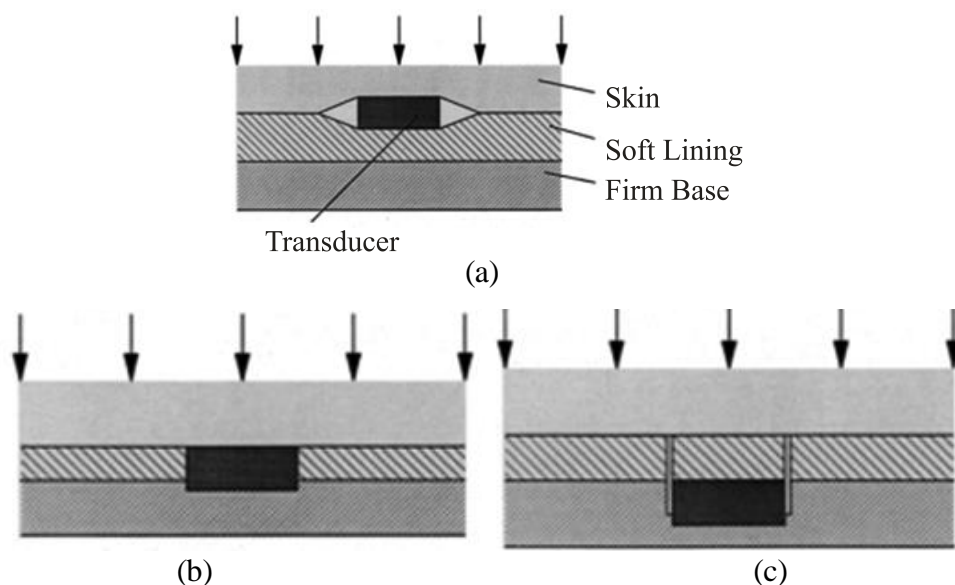 Skin
Soft Lining
Firm Base
Transducer
(a)
(b)
(c)